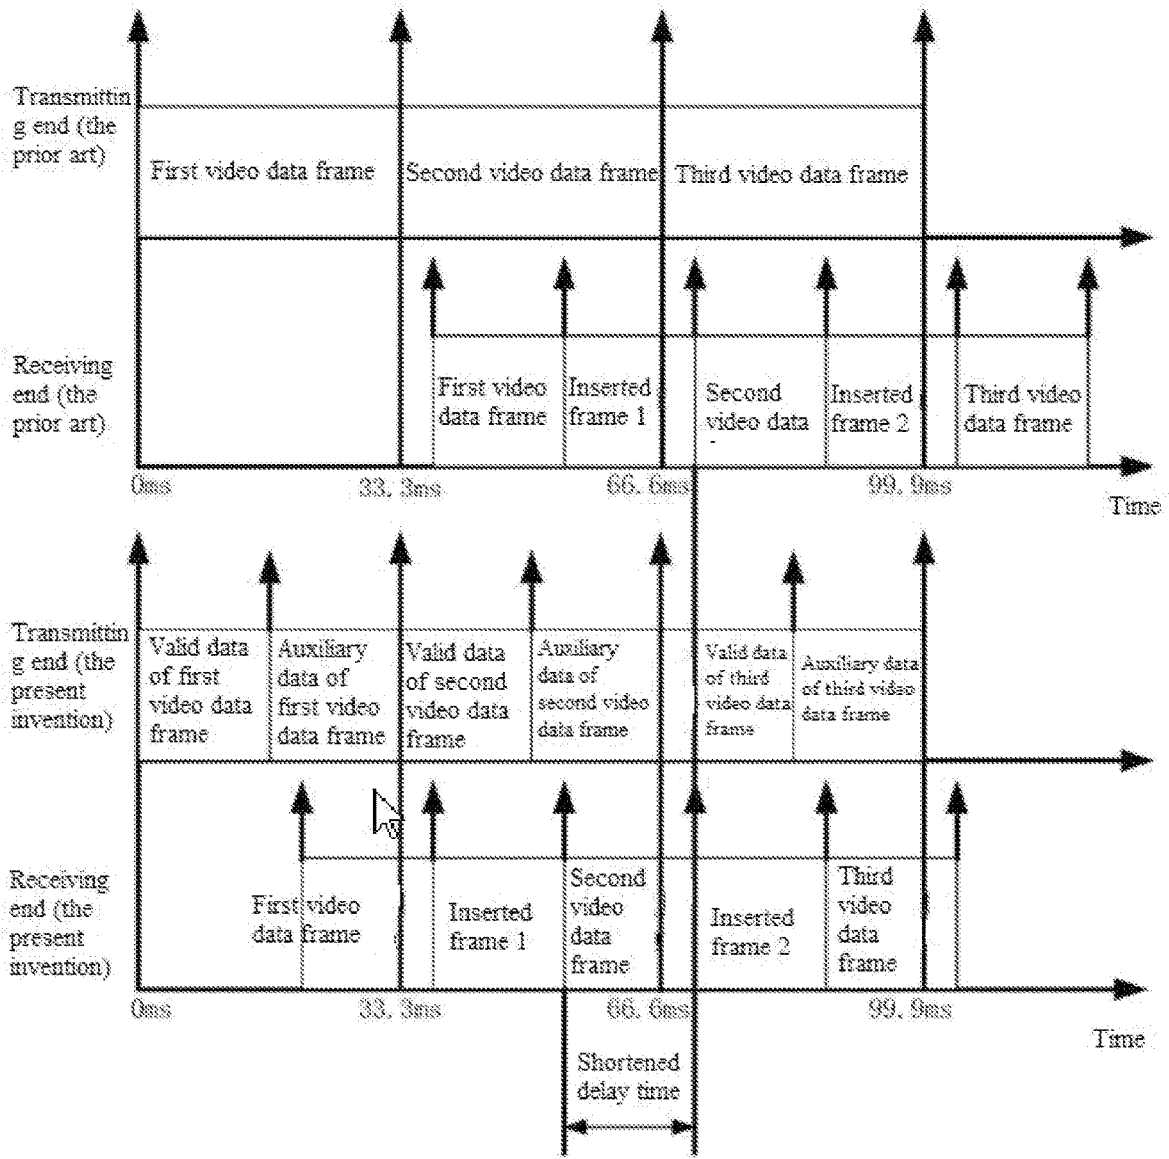 Transmittin
g end (the
prior art)
First video data frame
Second video data frame
Third video data frame
Receiving
end (the
prior art)
First video
data frame
Inserted
frame 1
Second
video data
Inserted
frame 2
Third video
data frame
0ms
33.3ms
66.6ms
99.9ms
Time
Transmittin
g end (the
present
invention)
Valid data
of first
video data
frame
Auxiliary
data of
first video
data frame
Valid data
of second
video data
frame
Auxiliary
data of
second video
data frame
Valid data
of third
video data
frame
Auxiliary data
of third video
data frame
Receiving
end (the
present
invention)
First video
data frame
Inserted
frame 1
Second
video
data
frame
Inserted
frame 2
Third
video
data
frame
0ms
33.3ms
66.6ms
99.9ms
Time
Shortened
delay time